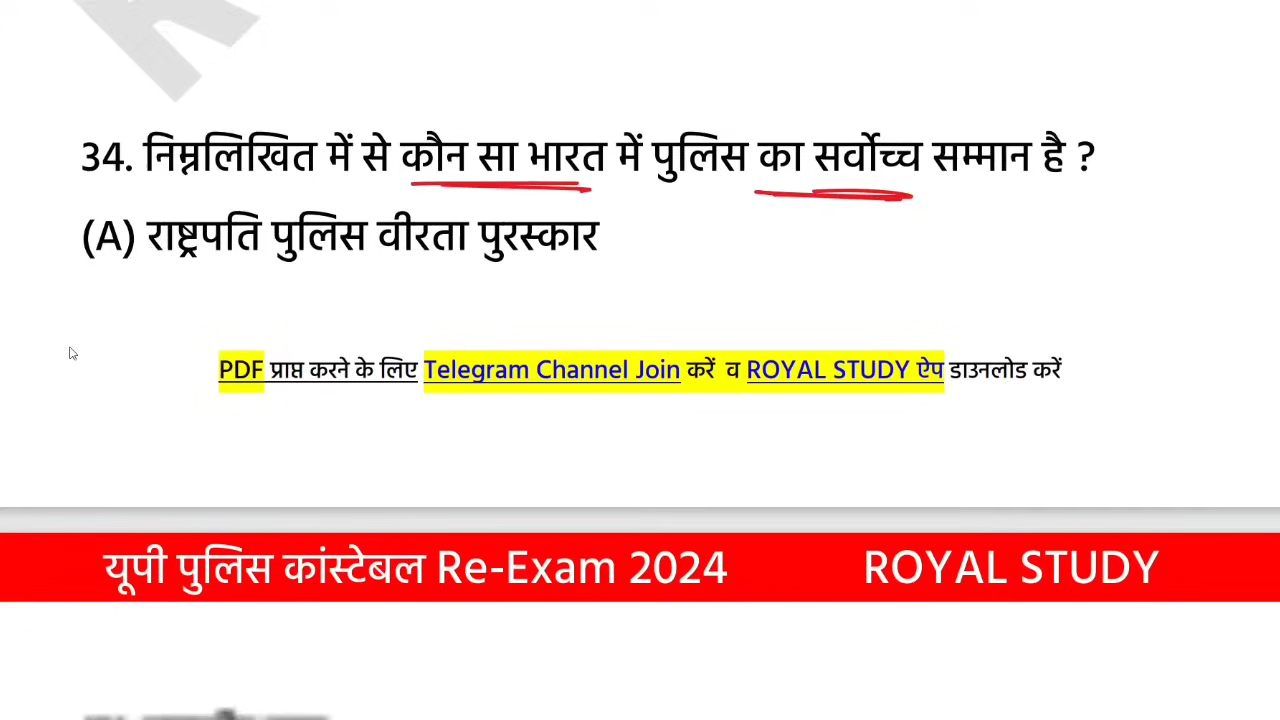 34. निम्नलिखित में से कौन सा भारत में पुलिस का सर्वोच्च सम्मान है ?
(A) राष्ट्रपति पुलिस वीरता पुरस्कार
PDF प्राप्त करने के लिए Telegram Channel Join करें व ROYAL STUDY ऐप डाउनलोड करें
यूपी पुलिस कांस्टेबल Re-Exam 2024 ROYAL STUDY